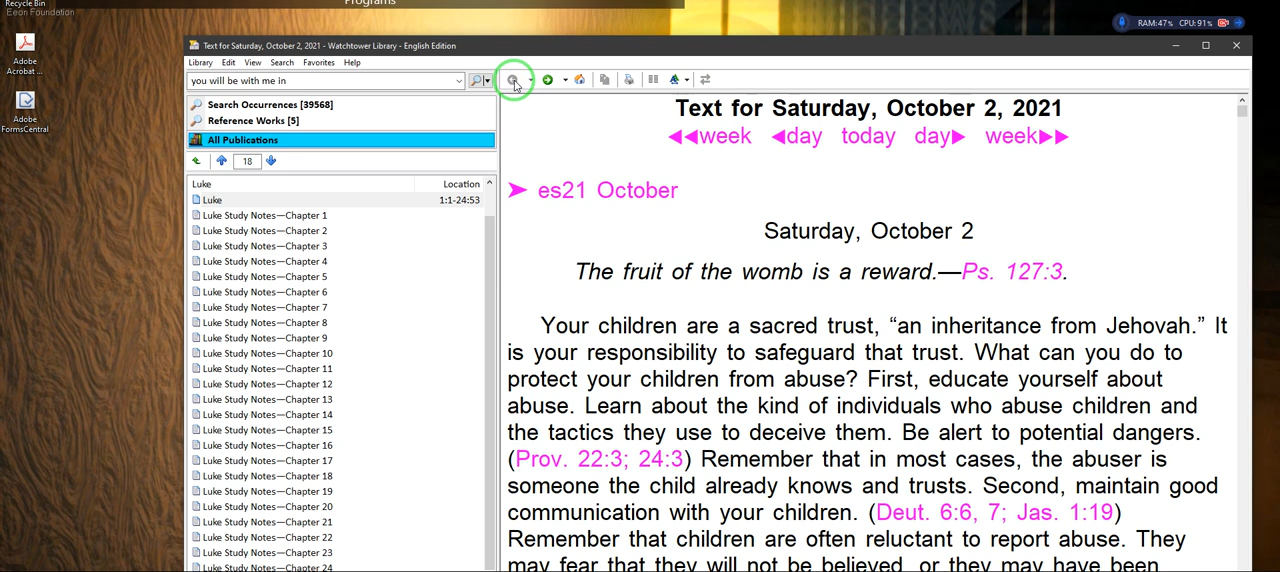 Programs
Recycle Bin
Eeon Foundation
RAM:47% CPU:91%
Adobe
Acrobat ...
Adobe
FormsCentral
Text for Saturday, October 2, 2021 - Watchtower Library - English Edition
Library Edit View Search Favorites Help
you will be with me in
Search Occurrences [39568]
Reference Works [5]
All Publications
18
Luke Location
Luke 1:1-24:53
Luke Study Notes—Chapter 1
Luke Study Notes—Chapter 2
Luke Study Notes—Chapter 3
Luke Study Notes—Chapter 4
Luke Study Notes—Chapter 5
Luke Study Notes—Chapter 6
Luke Study Notes—Chapter 7
Luke Study Notes—Chapter 8
Luke Study Notes—Chapter 9
Luke Study Notes—Chapter 10
Luke Study Notes—Chapter 11
Luke Study Notes—Chapter 12
Luke Study Notes—Chapter 13
Luke Study Notes—Chapter 14
Luke Study Notes—Chapter 15
Luke Study Notes—Chapter 16
Luke Study Notes—Chapter 17
Luke Study Notes—Chapter 18
Luke Study Notes—Chapter 19
Luke Study Notes—Chapter 20
Luke Study Notes—Chapter 21
Luke Study Notes—Chapter 22
Luke Study Notes—Chapter 23
Luke Study Notes—Chapter 24
Text for Saturday, October 2, 2021
◀◀week ◀day today day▶ week▶▶
➤ es21 October
Saturday, October 2
The fruit of the womb is a reward.—Ps. 127:3.
Your children are a sacred trust, “an inheritance from Jehovah.” It
is your responsibility to safeguard that trust. What can you do to
protect your children from abuse? First, educate yourself about
abuse. Learn about the kind of individuals who abuse children and
the tactics they use to deceive them. Be alert to potential dangers.
(Prov. 22:3; 24:3) Remember that in most cases, the abuser is
someone the child already knows and trusts. Second, maintain good
communication with your children. (Deut. 6:6, 7; Jas. 1:19)
Remember that children are often reluctant to report abuse. They
may fear that they will not be believed, or they may have been